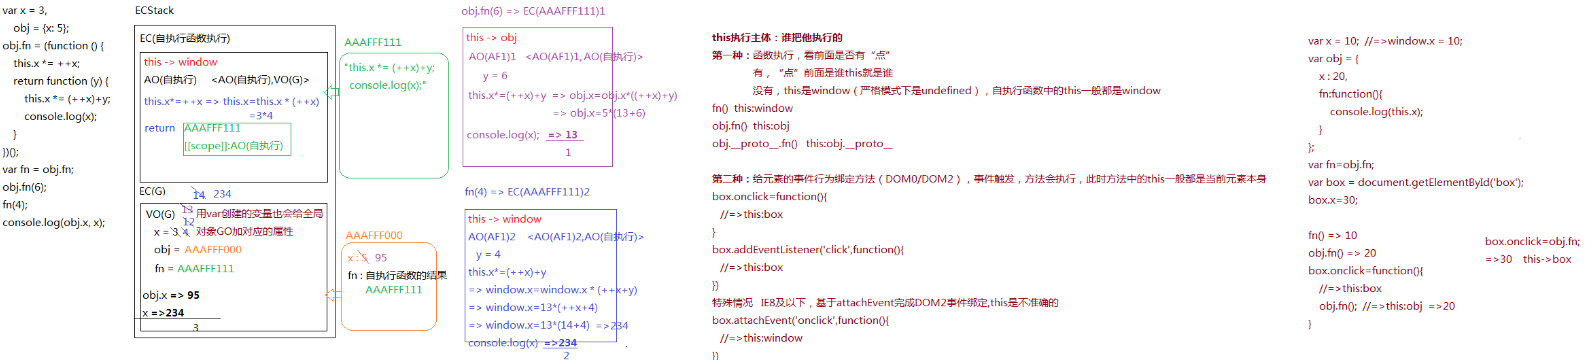 var x = 3,
obj = {x: 5};
obj.fn = (function () {
this.x *= ++x;
return function (y) {
this.x *= (++x)+y;
console.log(x);
}
})();
var fn = obj.fn;
obj.fn(6);
fn(4);
console.log(obj.x, x);
ECStack
EC(自执行函数执行)
this -> window
AO(自执行) <AO(自执行),VO(G)>
this.x*=++x => this.x=this.x * (++x)
=3*4
return AAAFFF111
[[scope]]:AO(自执行)
EC(G)
14 234
VO(G) 13 用var创建的变量也会给全局
12
x = 3 4 对象GO加对应的属性
obj = AAAFFF000
fn = AAAFFF111
obj.x => 95
x =>234
3
AAAFFF111
"this.x *= (++x)+y;
console.log(x);"
AAAFFF000
x : 5 95
fn : 自执行函数的结果
AAAFFF111
obj.fn(6) => EC(AAAFFF111)1
this -> obj
AO(AF1)1 <AO(AF1)1,AO(自执行)>
y = 6
this.x*=(++x)+y => obj.x=obj.x*((++x)+y)
=> obj.x=5*(13+6)
console.log(x); => 13
1
fn(4) => EC(AAAFFF111)2
this -> window
AO(AF1)2 <AO(AF1)2,AO(自执行)>
y = 4
this.x*=(++x)+y
=> window.x=window.x * (++x+y)
=> window.x=13*(++x+4)
=> window.x=13*(14+4) =>234
console.log(x) =>234
2
this执行主体：谁把他执行的
第一种：函数执行，看前面是否有“点”
有，“点”前面是谁this就是谁
没有，this是window（严格模式下是undefined），自执行函数中的this一般都是window
fn() this:window
obj.fn() this:obj
obj.__proto__.fn() this:obj.__proto__
第二种：给元素的事件行为绑定方法（DOM0/DOM2），事件触发，方法会执行，此时方法中的this一般都是当前元素本身
box.onclick=function(){
//=>this:box
}
box.addEventListener('click',function(){
//=>this:box
})
特殊情况 IE8及以下，基于attachEvent完成DOM2事件绑定,this是不准确的
box.attachEvent('onclick',function(){
//=>this:window
})
var x = 10; //=>window.x = 10;
var obj = {
x : 20,
fn:function(){
console.log(this.x);
}
};
var fn=obj.fn;
var box = document.getElementById('box');
box.x=30;
fn() => 10
obj.fn() => 20
box.onclick=function(){
//=>this:box
obj.fn(); //=>this:obj =>20
}
box.onclick=obj.fn;
=>30 this->box